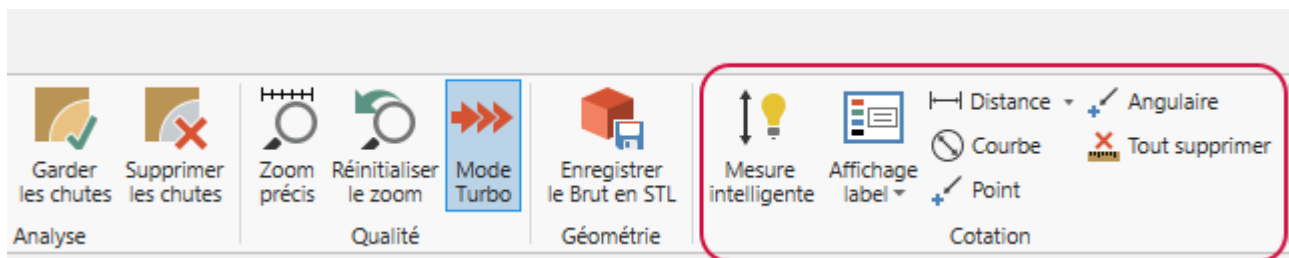 Garder
les chutes
Supprimer
les chutes
Analyse
Zoom
précis
Réinitialiser
le zoom
Mode
Turbo
Qualité
Enregistrer
le Brut en STL
Géométrie
Mesure
intelligente
Affichage
label
Distance
Courbe
Point
Angulaire
Tout supprimer
Cotation